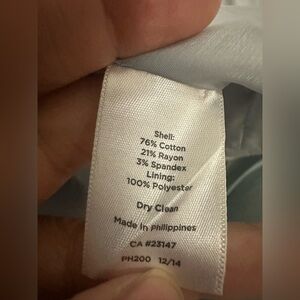 Shell:
76% Cotton
21% Rayon
3% Spandex
Lining:
100% Polyester
Dry Clean
Made in Philippines
CA #23147
PH200 12/14